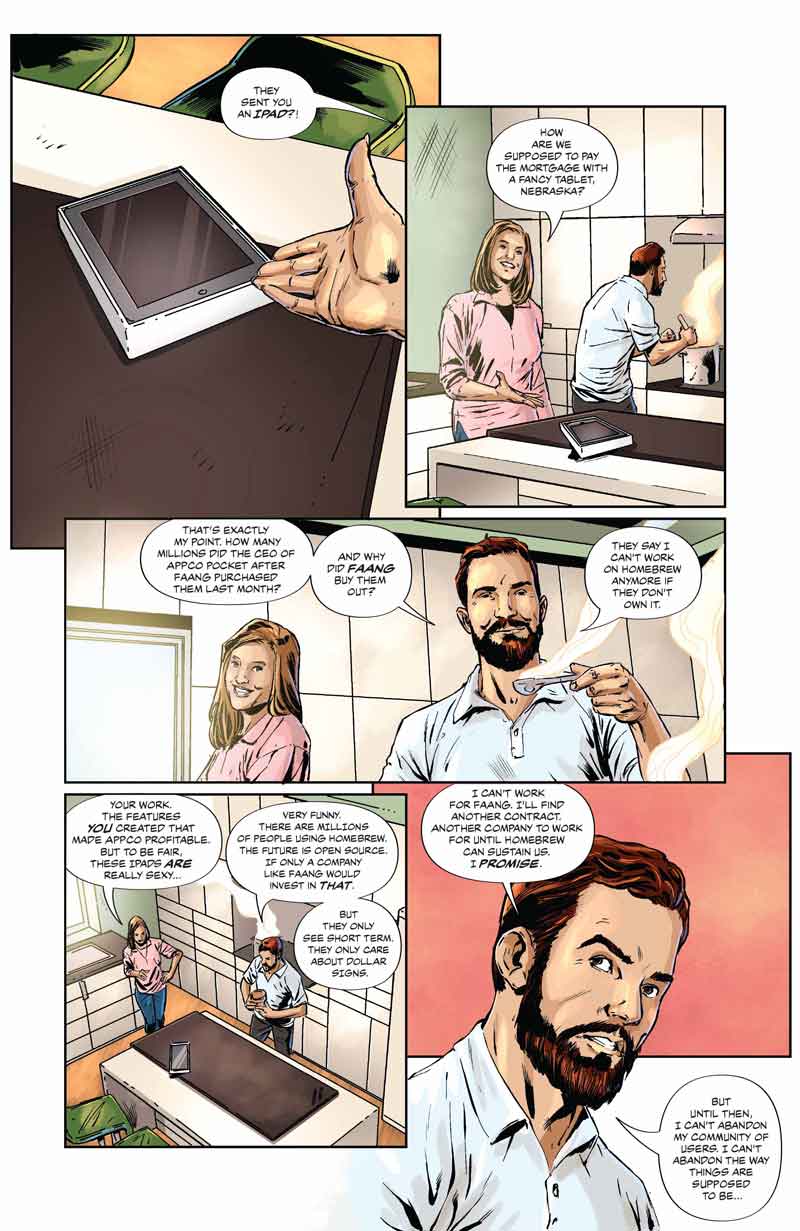 THEY
SENT YOU
AN IPAD?!
HOW
ARE WE
SUPPOSED TO PAY
THE MORTGAGE WITH
A FANCY TABLET,
NEBRASKA?
THAT'S EXACTLY
MY POINT. HOW MANY
MILLIONS DID THE CEO OF
APPCO POCKET AFTER
FAANG PURCHASED
THEM LAST MONTH?
AND WHY
DID FAANG
BUY THEM
OUT?
THEY SAY I
CAN'T WORK
ON HOMEBREW
ANYMORE IF
THEY DON'T
OWN IT.
YOUR WORK.
THE FEATURES
YOU CREATED THAT
MADE APPCO PROFITABLE.
BUT TO BE FAIR,
THESE IPADS ARE
REALLY SEXY...
VERY FUNNY.
THERE ARE MILLIONS
OF PEOPLE USING HOMEBREW.
THE FUTURE IS OPEN SOURCE.
IF ONLY A COMPANY
LIKE FAANG WOULD
INVEST IN THAT.
BUT
THEY ONLY
SEE SHORT TERM.
THEY ONLY CARE
ABOUT DOLLAR
SIGNS.
I CAN'T WORK
FOR FAANG. I'LL FIND
ANOTHER CONTRACT.
ANOTHER COMPANY TO WORK
FOR UNTIL HOMEBREW
CAN SUSTAIN US.
I PROMISE.
BUT
UNTIL THEN,
I CAN'T ABANDON
MY COMMUNITY OF
USERS. I CAN'T
ABANDON THE WAY
THINGS ARE
SUPPOSED
TO BE...